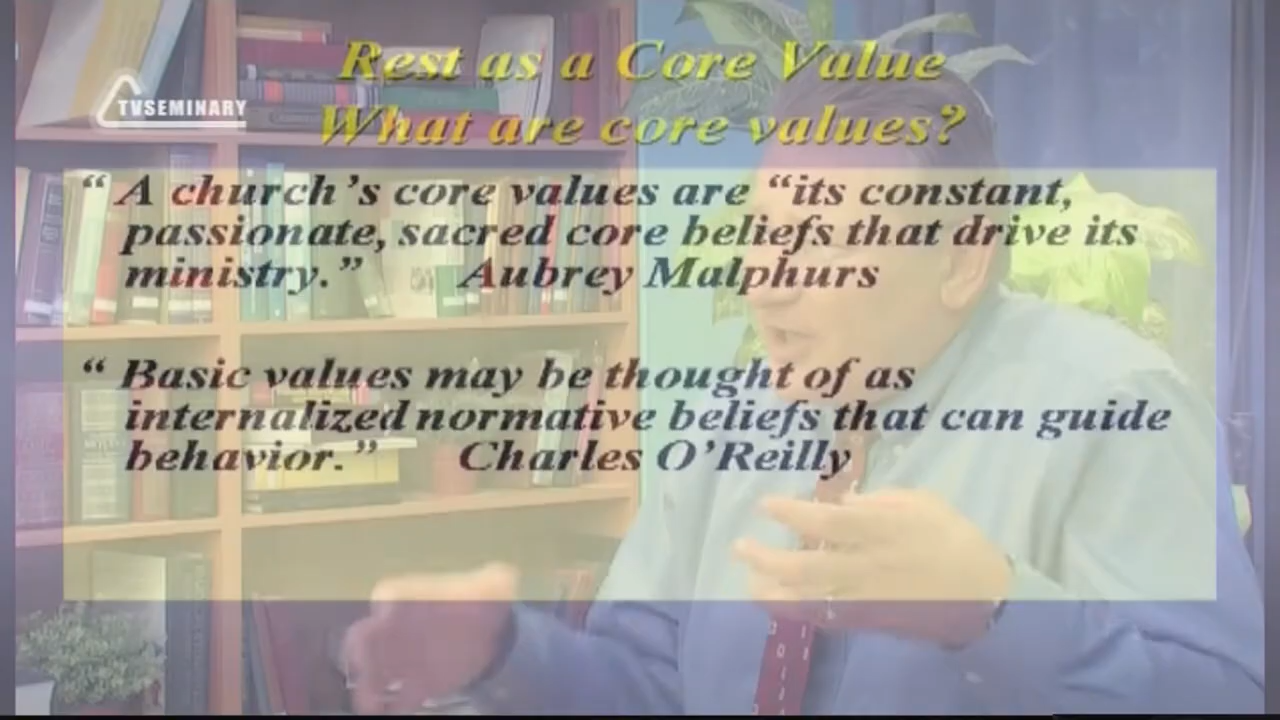 Rest as a Core Value
TVSEMINARY
What are core values?
“ A church’s core values are “its constant,
passionate, sacred core beliefs that drive its
ministry.” Aubrey Malphurs
“ Basic values may be thought of as
internalized normative beliefs that can guide
behavior.” Charles O’Reilly